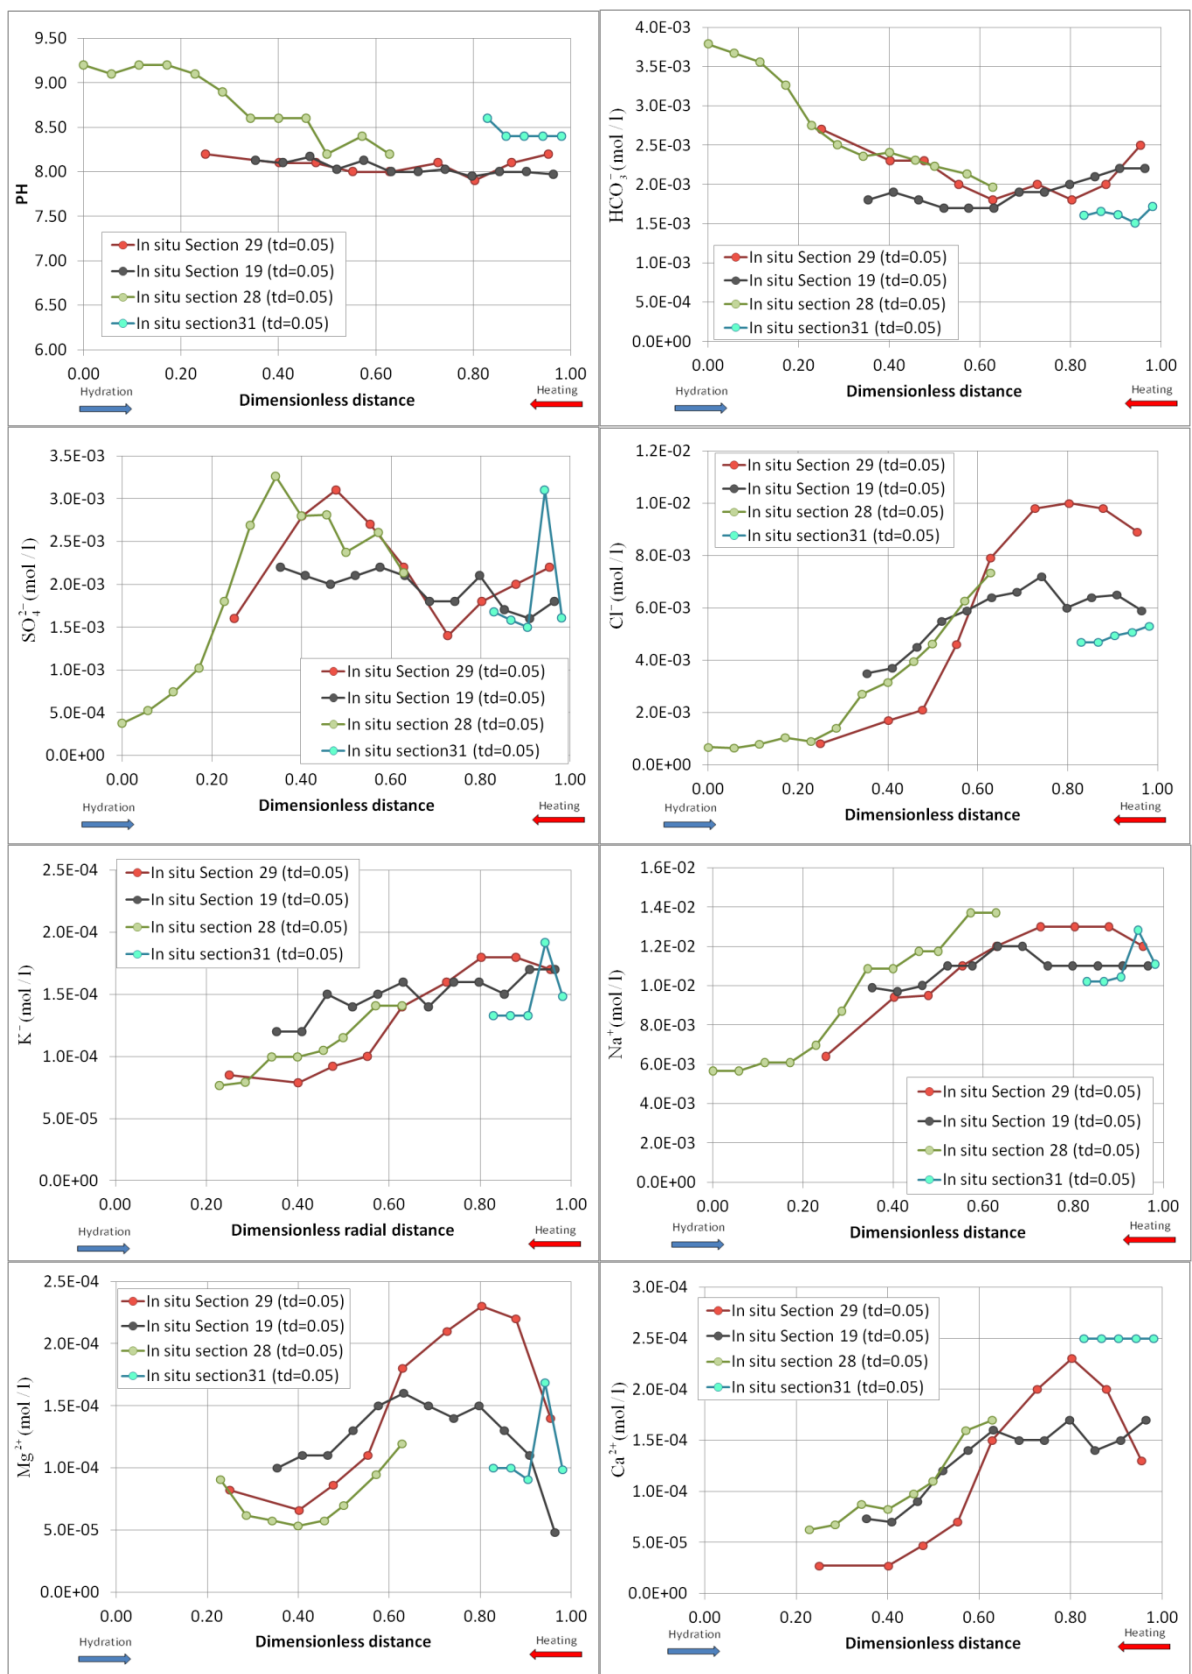 9.50
9.00
8.50
8.00
7.50
7.00
6.50
6.00
PH
In situ Section 29 (td=0.05)
In situ Section 19 (td=0.05)
In situ section 28 (td=0.05)
In situ section31 (td=0.05)
0.00 0.20 0.40 0.60 0.80 1.00
Hydration
Dimensionless distance
Heating
4.0E-03
3.5E-03
3.0E-03
2.5E-03
2.0E-03
1.5E-03
1.0E-03
5.0E-04
0.0E+00
HCO₃⁻ (mol / l)
In situ Section 29 (td=0.05)
In situ Section 19 (td=0.05)
In situ section 28 (td=0.05)
In situ section31 (td=0.05)
0.00 0.20 0.40 0.60 0.80 1.00
Hydration
Dimensionless distance
Heating
3.5E-03
3.0E-03
2.5E-03
2.0E-03
1.5E-03
1.0E-03
5.0E-04
0.0E+00
SO₄²⁻ (mol / l)
In situ Section 29 (td=0.05)
In situ Section 19 (td=0.05)
In situ section 28 (td=0.05)
In situ section31 (td=0.05)
0.00 0.20 0.40 0.60 0.80 1.00
Hydration
Dimensionless distance
Heating
1.2E-02
1.0E-02
8.0E-03
6.0E-03
4.0E-03
2.0E-03
0.0E+00
Cl⁻ (mol / l)
In situ Section 29 (td=0.05)
In situ Section 19 (td=0.05)
In situ section 28 (td=0.05)
In situ section31 (td=0.05)
0.00 0.20 0.40 0.60 0.80 1.00
Hydration
Dimensionless distance
Heating
2.5E-04
2.0E-04
1.5E-04
1.0E-04
5.0E-05
0.0E+00
K⁻ (mol / l)
In situ Section 29 (td=0.05)
In situ Section 19 (td=0.05)
In situ section 28 (td=0.05)
In situ section31 (td=0.05)
0.00 0.20 0.40 0.60 0.80 1.00
Hydration
Dimensionless radial distance
Heating
1.6E-02
1.4E-02
1.2E-02
1.0E-02
8.0E-03
6.0E-03
4.0E-03
2.0E-03
0.0E+00
Na⁺ (mol / l)
In situ Section 29 (td=0.05)
In situ Section 19 (td=0.05)
In situ section 28 (td=0.05)
In situ section31 (td=0.05)
0.00 0.20 0.40 0.60 0.80 1.00
Hydration
Dimensionless distance
Heating
2.5E-04
2.0E-04
1.5E-04
1.0E-04
5.0E-05
0.0E+00
Mg²⁺ (mol / l)
In situ Section 29 (td=0.05)
In situ Section 19 (td=0.05)
In situ section 28 (td=0.05)
In situ section31 (td=0.05)
0.00 0.20 0.40 0.60 0.80 1.00
Hydration
Dimensionless distance
Heating
3.0E-04
2.5E-04
2.0E-04
1.5E-04
1.0E-04
5.0E-05
0.0E+00
Ca²⁺ (mol / l)
In situ Section 29 (td=0.05)
In situ Section 19 (td=0.05)
In situ section 28 (td=0.05)
In situ section31 (td=0.05)
0.00 0.20 0.40 0.60 0.80 1.00
Hydration
Dimensionless distance
Heating